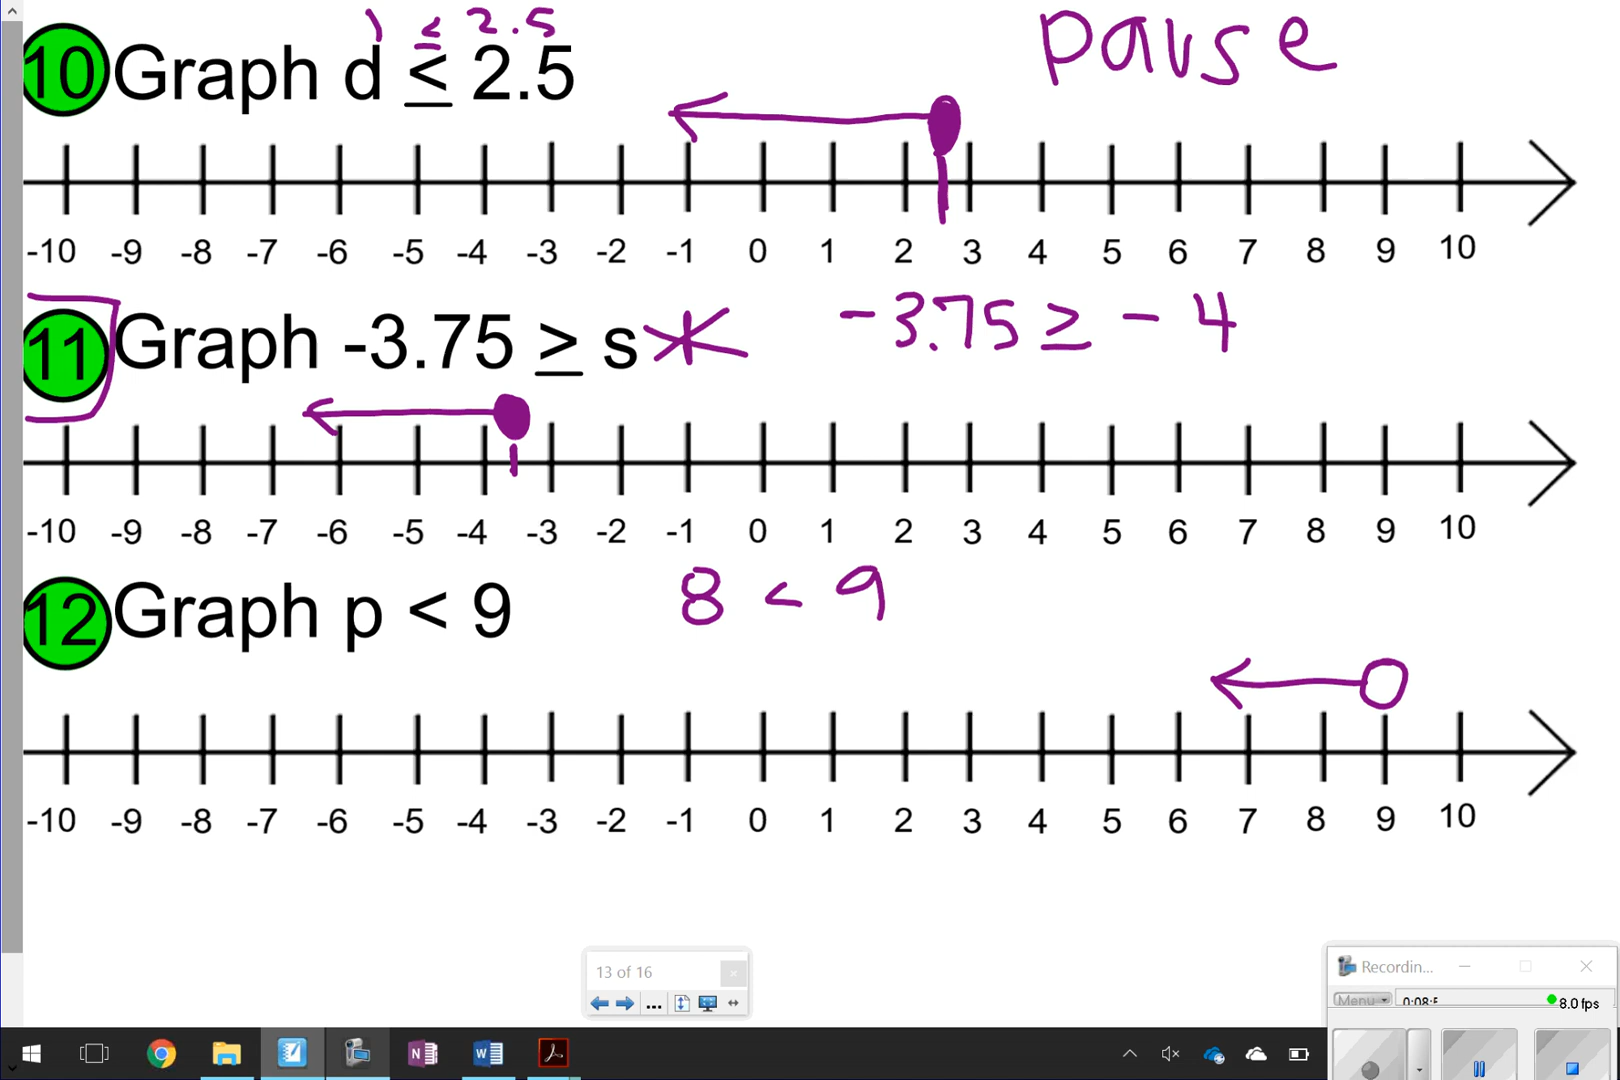 1 ≤ 2.5
pause
10 Graph d ≤ 2.5
-10 -9 -8 -7 -6 -5 -4 -3 -2 -1 0 1 2 3 4 5 6 7 8 9 10
11 Graph -3.75 ≥ s * -3.75 ≥ -4
-10 -9 -8 -7 -6 -5 -4 -3 -2 -1 0 1 2 3 4 5 6 7 8 9 10
12 Graph p < 9 8 < 9
-10 -9 -8 -7 -6 -5 -4 -3 -2 -1 0 1 2 3 4 5 6 7 8 9 10
13 of 16
Recordin...
Menu
8.0 fps